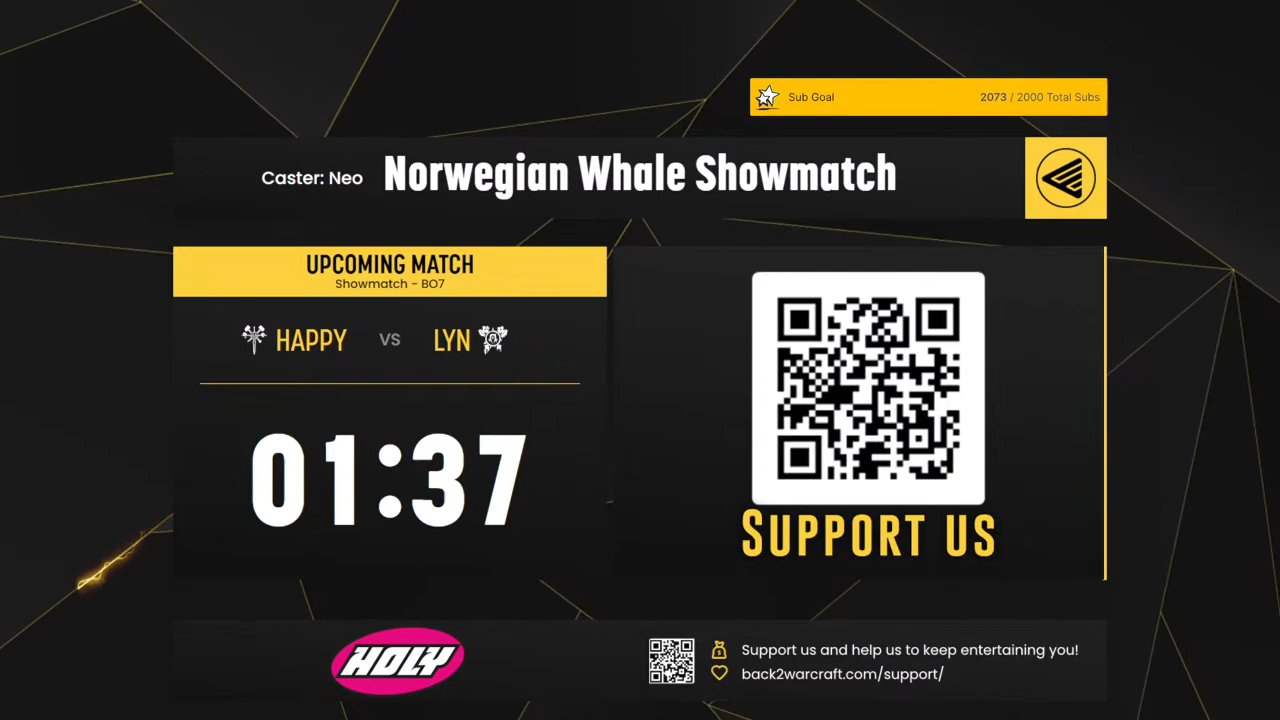 Sub Goal 2073 / 2000 Total Subs
Caster: Neo Norwegian Whale Showmatch
UPCOMING MATCH
Showmatch - BO7
HAPPY VS LYN
01:37
SUPPORT US
HOLY
Support us and help us to keep entertaining you!
back2warcraft.com/support/